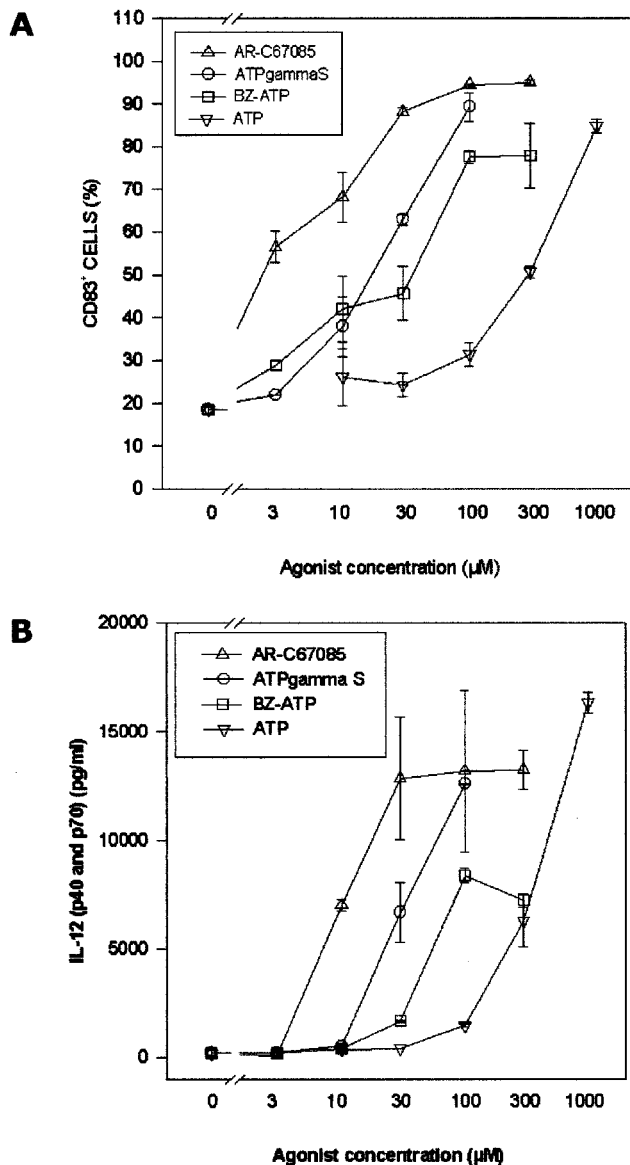 A
AR-C67085
ATPgammaS
BZ-ATP
ATP
110
100
90
80
70
60
50
40
30
20
10
0
CD83⁺ CELLS (%)
0 3 10 30 100 300 1000
Agonist concentration (µM)
B
AR-C67085
ATPgamma S
BZ-ATP
ATP
20000
15000
10000
5000
0
IL-12 (p40 and p70) (pg/ml)
0 3 10 30 100 300 1000
Agonist concentration (µM)